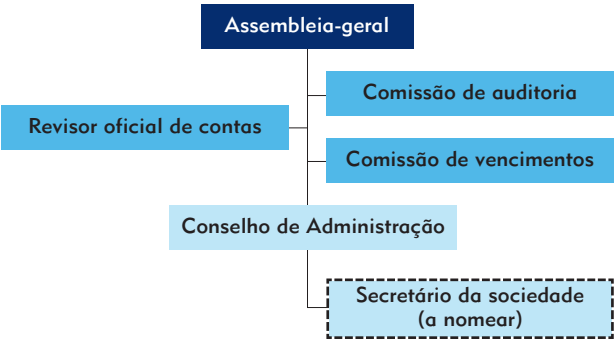 Assembleia-geral
Comissão de auditoria
Revisor oficial de contas
Comissão de vencimentos
Conselho de Administração
Secretário da sociedade
(a nomear)